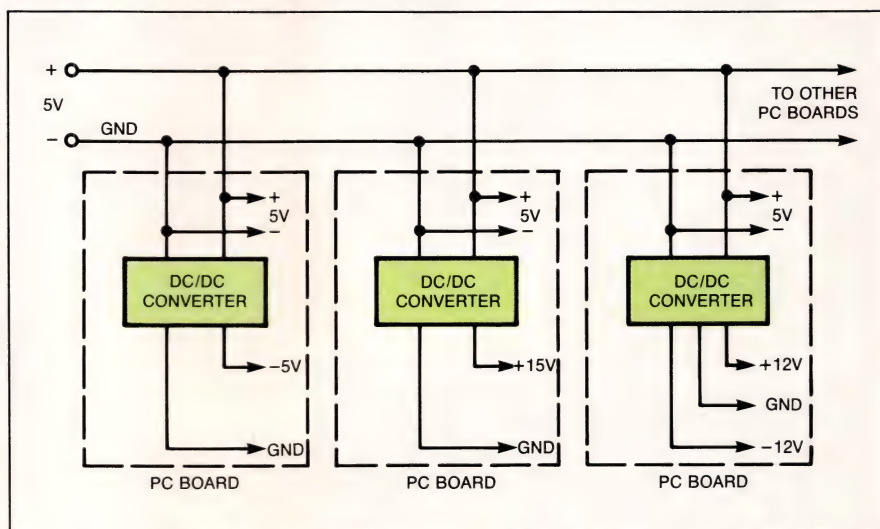 +
5V
−
GND
TO OTHER
PC BOARDS
+
5V
−
DC/DC
CONVERTER
−5V
GND
PC BOARD
+
5V
−
DC/DC
CONVERTER
+15V
GND
PC BOARD
+
5V
−
DC/DC
CONVERTER
+12V
GND
−12V
PC BOARD